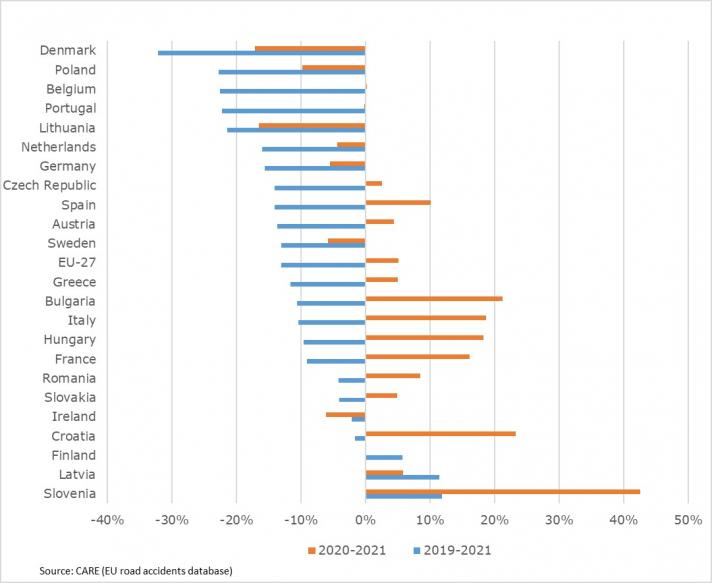 Denmark
Poland
Belgium
Portugal
Lithuania
Netherlands
Germany
Czech Republic
Spain
Austria
Sweden
EU-27
Greece
Bulgaria
Italy
Hungary
France
Romania
Slovakia
Ireland
Croatia
Finland
Latvia
Slovenia
-40% -30% -20% -10% 0% 10% 20% 30% 40% 50%
2020-2021 2019-2021
Source: CARE (EU road accidents database)